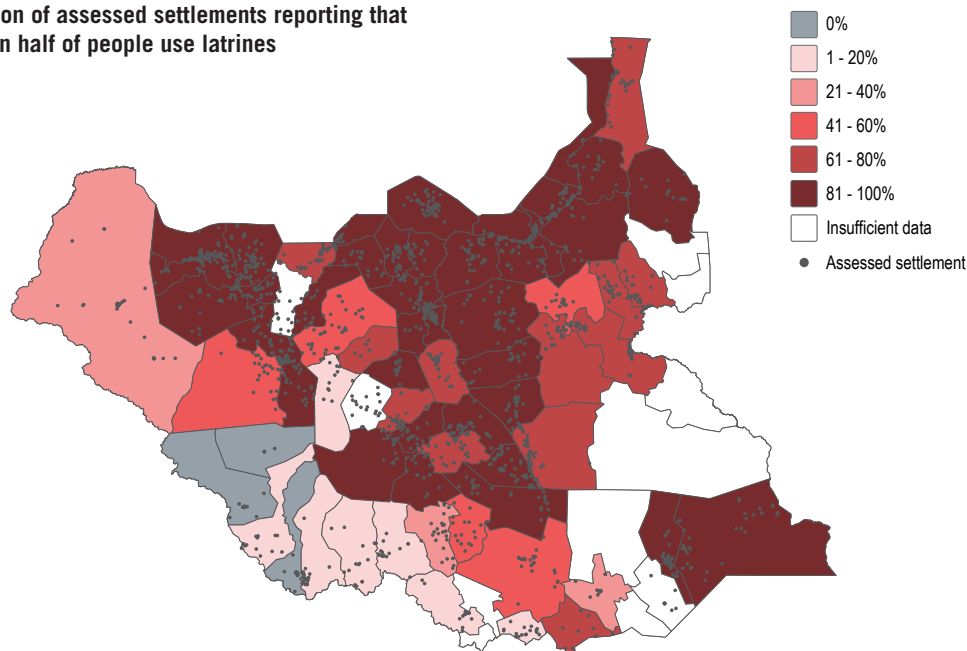 on of assessed settlements reporting that
n half of people use latrines
0%
1 - 20%
21 - 40%
41 - 60%
61 - 80%
81 - 100%
Insufficient data
Assessed settlement